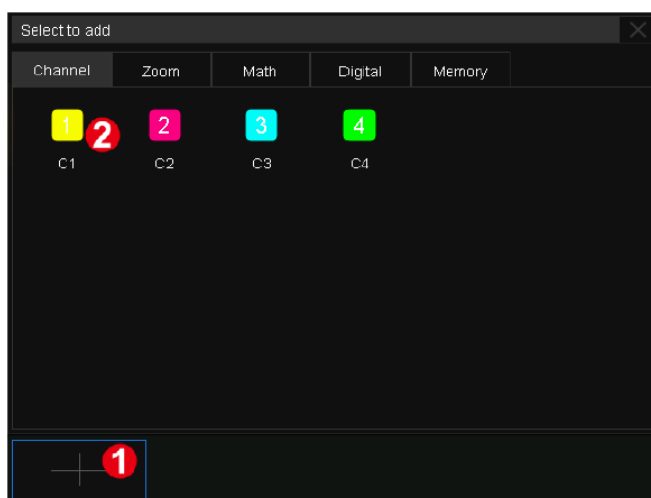 Select to add
Channel Zoom Math Digital Memory
1 2 2 3 4
C1 C2 C3 C4
1